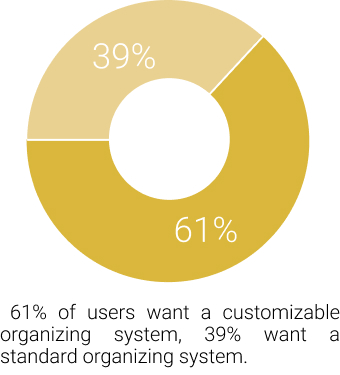 39%
61%
61% of users want a customizable
organizing system, 39% want a
standard organizing system.